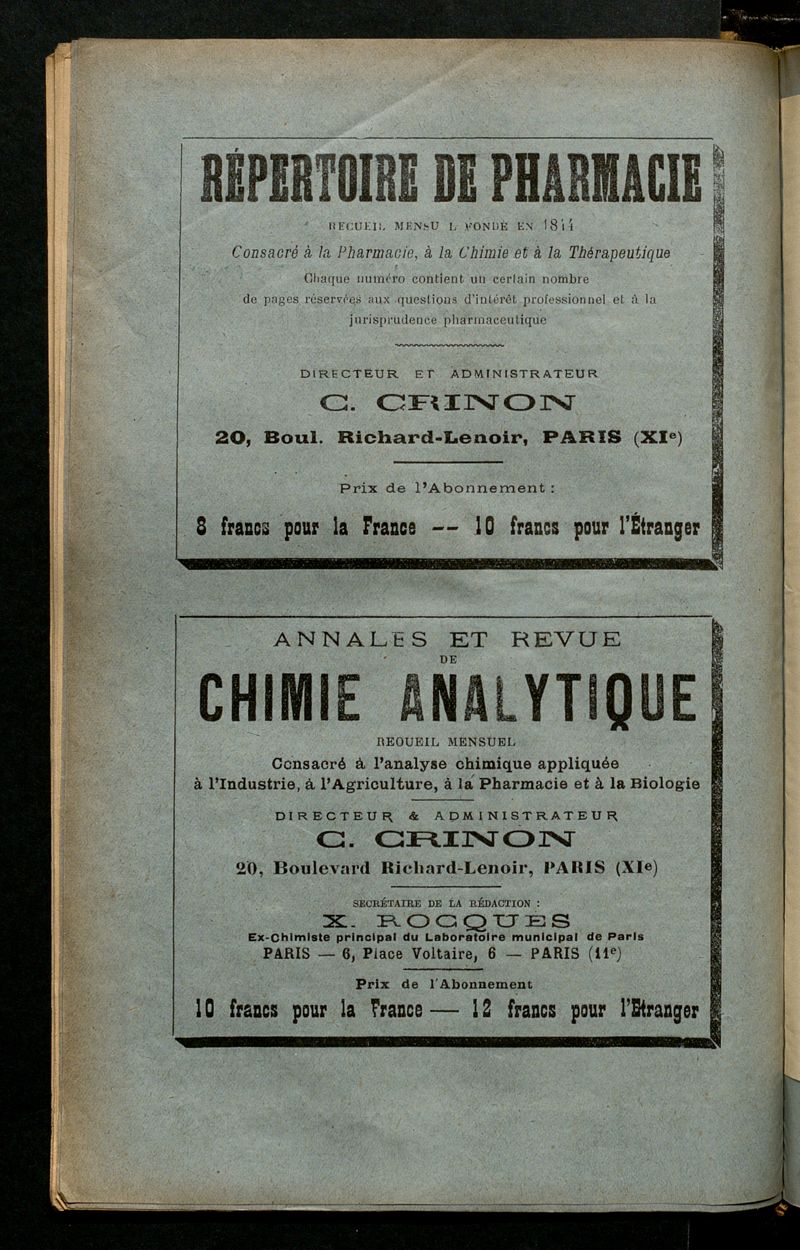 RÉPERTOIRE DE PHARMACIE
RECUEIL MENSUEL FONDÉ EN 1844
Consacré à la Pharmacie, à la Chimie et à la Thérapeutique
Chaque numéro contient un certain nombre
de pages réservées aux questions d'intérêt professionnel et à la
jurisprudence pharmaceutique
DIRECTEUR ET ADMINISTRATEUR
C. CRINON
20, Boul. Richard-Lenoir, PARIS (XIe)
Prix de l'Abonnement :
8 francs pour la France — 10 francs pour l'Étranger
ANNALES ET REVUE
DE
CHIMIE ANALYTIQUE
RECUEIL MENSUEL
Consacré à l'analyse chimique appliquée
à l'Industrie, à l'Agriculture, à la Pharmacie et à la Biologie
DIRECTEUR & ADMINISTRATEUR
C. CRINON
20, Boulevard Richard-Lenoir, PARIS (XIe)
SECRÉTAIRE DE LA RÉDACTION :
X. ROCQUES
Ex-Chimiste principal du Laboratoire municipal de Paris
PARIS — 6, Place Voltaire, 6 — PARIS (11e)
Prix de l'Abonnement
10 francs pour la France — 12 francs pour l'Etranger